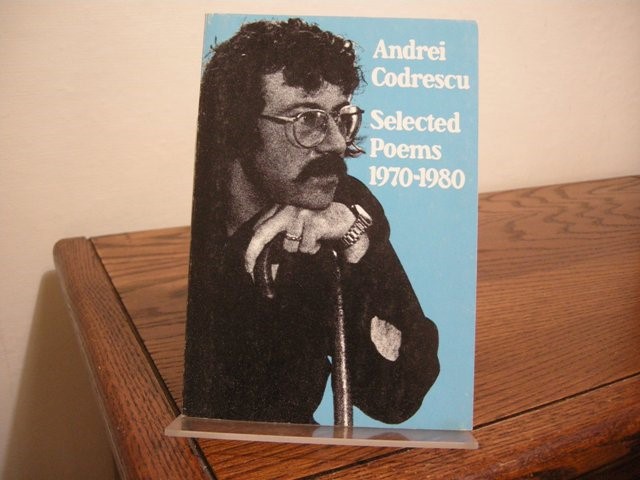 Andrei
Codrescu
Selected
Poems
1970-1980